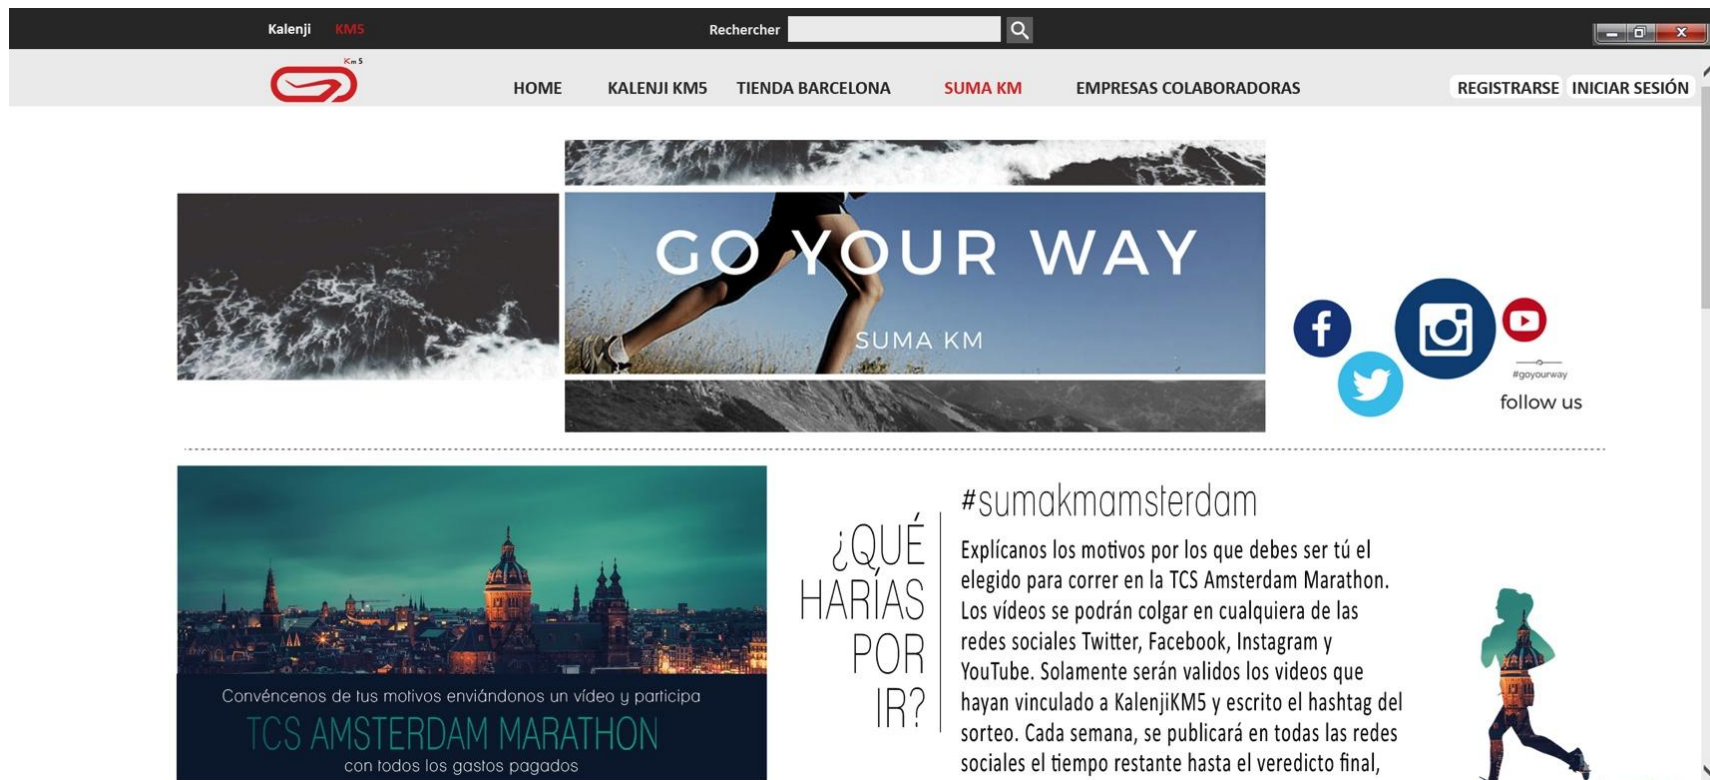 Kalenji KM5 Rechercher
Km5
HOME KALENJI KM5 TIENDA BARCELONA SUMA KM EMPRESAS COLABORADORAS REGISTRARSE INICIAR SESIÓN
GO YOUR WAY
SUMA KM
#goyourway
follow us
Convéncenos de tus motivos enviándonos un vídeo y participa
TCS AMSTERDAM MARATHON
con todos los gastos pagados
¿QUÉ
HARÍAS
POR
IR?
#sumakmamsterdam
Explícanos los motivos por los que debes ser tú el
elegido para correr en la TCS Amsterdam Marathon.
Los vídeos se podrán colgar en cualquiera de las
redes sociales Twitter, Facebook, Instagram y
YouTube. Solamente serán validos los videos que
hayan vinculado a KalenjiKM5 y escrito el hashtag del
sorteo. Cada semana, se publicará en todas las redes
sociales el tiempo restante hasta el veredicto final,